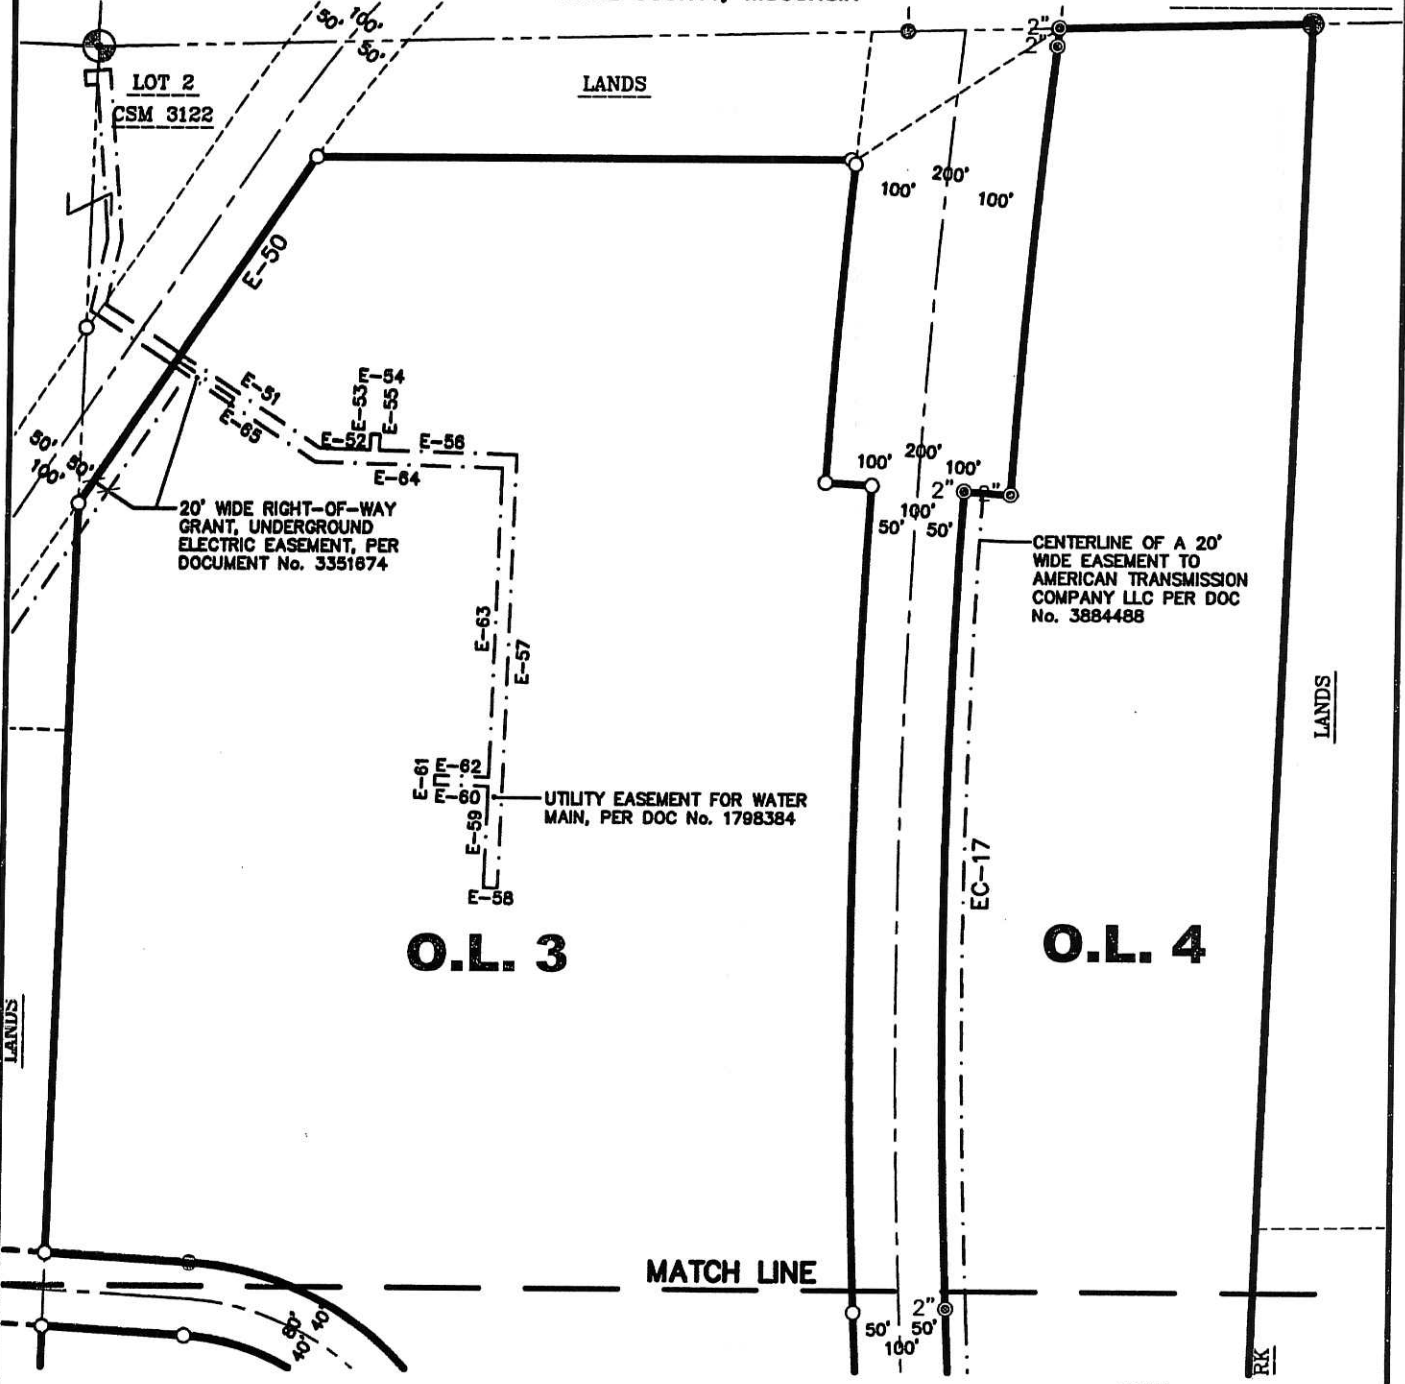 50' 100' 50'
2"
2"
LOT 2
CSM 3122
LANDS
100' 200' 100'
E-50
E-54
E-53
E-55
E-51
E-65
E-52
E-56
E-64
50' 100' 50'
100' 200' 100'
2"
2"
50' 100' 50'
20' WIDE RIGHT-OF-WAY
GRANT, UNDERGROUND
ELECTRIC EASEMENT, PER
DOCUMENT No. 3351674
CENTERLINE OF A 20'
WIDE EASEMENT TO
AMERICAN TRANSMISSION
COMPANY LLC PER DOC
No. 3884488
E-63
E-57
LANDS
E-61
E-62
E-60
E-59
E-58
UTILITY EASEMENT FOR WATER
MAIN, PER DOC No. 1798384
EC-17
O.L. 3
O.L. 4
LANDS
MATCH LINE
80' 40'
40'
2"
50' 50'
100'
RK